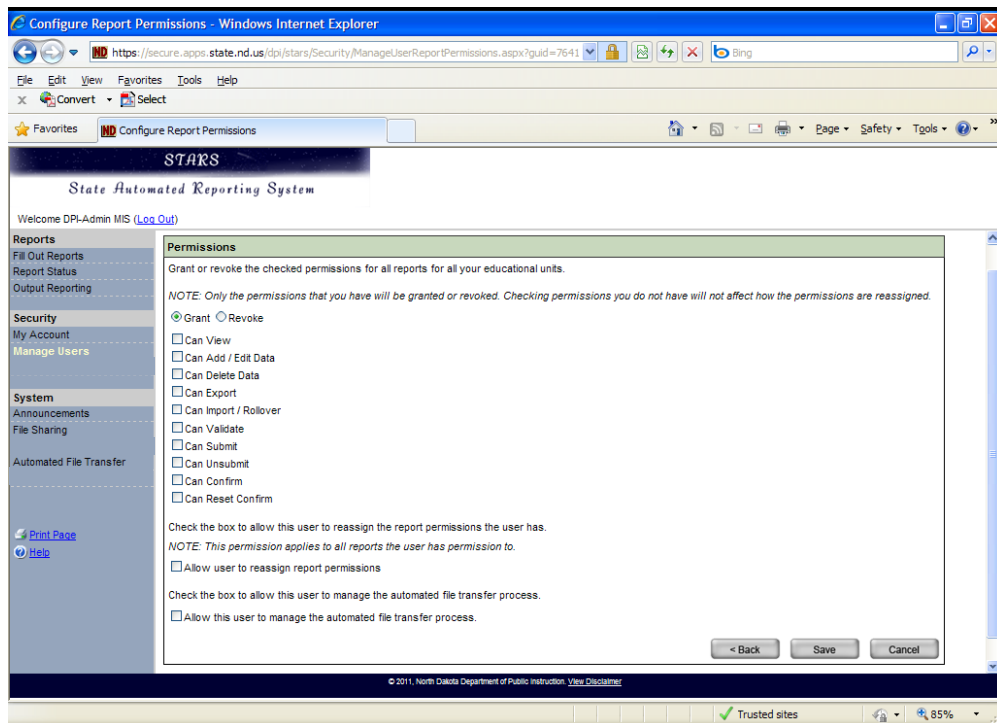 Configure Report Permissions - Windows Internet Explorer
https://secure.apps.state.nd.us/dpi/stars/Security/ManageUserReportPermissions.aspx?guid=7641
Bing
File Edit View Favorites Tools Help
x Convert Select
Favorites ND Configure Report Permissions Page Safety Tools »
STARS
State Automated Reporting System
Welcome DPI-Admin MIS (Log Out)
Reports
Fill Out Reports
Report Status
Output Reporting
Security
My Account
Manage Users
System
Announcements
File Sharing
Automated File Transfer
Print Page
Help
Permissions
Grant or revoke the checked permissions for all reports for all your educational units.
NOTE: Only the permissions that you have will be granted or revoked. Checking permissions you do not have will not affect how the permissions are reassigned.
Grant Revoke
Can View
Can Add / Edit Data
Can Delete Data
Can Export
Can Import / Rollover
Can Validate
Can Submit
Can Unsubmit
Can Confirm
Can Reset Confirm
Check the box to allow this user to reassign the report permissions the user has.
NOTE: This permission applies to all reports the user has permission to.
Allow user to reassign report permissions
Check the box to allow this user to manage the automated file transfer process.
Allow this user to manage the automated file transfer process.
< Back Save Cancel
© 2011, North Dakota Department of Public Instruction. View Disclaimer
Trusted sites 85%